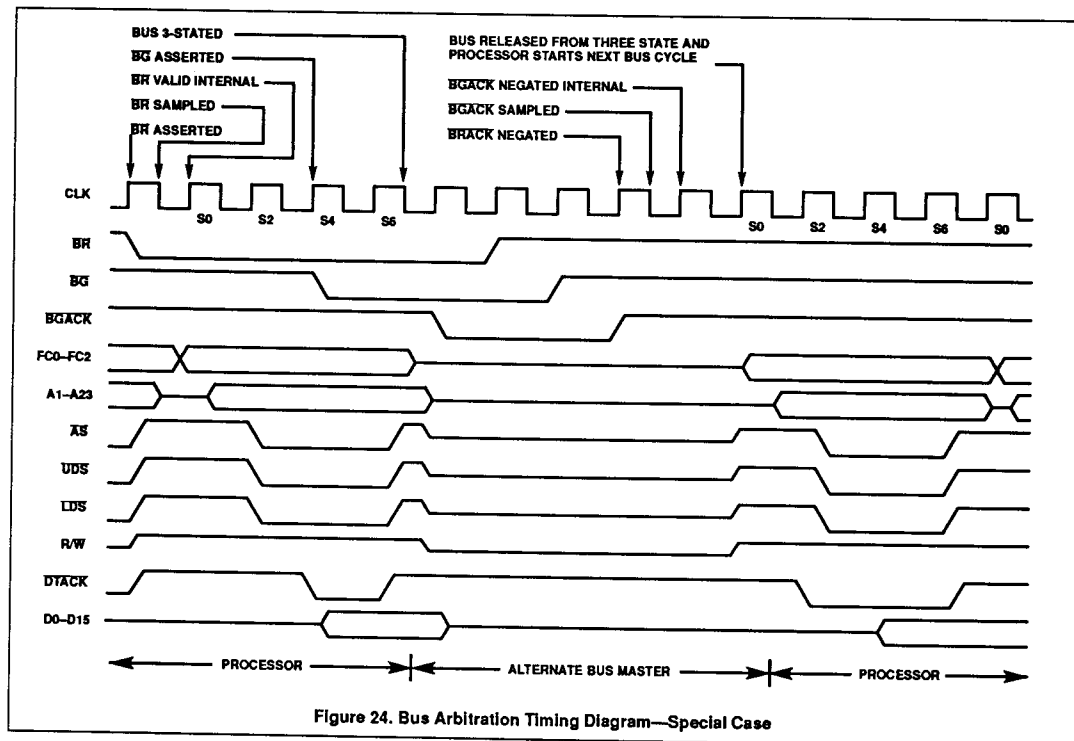 BUS 3-STATED
BG ASSERTED
BR VALID INTERNAL
BR SAMPLED
BR ASSERTED
BUS RELEASED FROM THREE STATE AND
PROCESSOR STARTS NEXT BUS CYCLE
BGACK NEGATED INTERNAL
BGACK SAMPLED
BRACK NEGATED
CLK
S0 S2 S4 S6 S0 S2 S4 S6 S0
BR
BG
BGACK
FC0–FC2
A1–A23
AS
UDS
LDS
R/W
DTACK
D0–D15
PROCESSOR ALTERNATE BUS MASTER PROCESSOR
Figure 24. Bus Arbitration Timing Diagram—Special Case